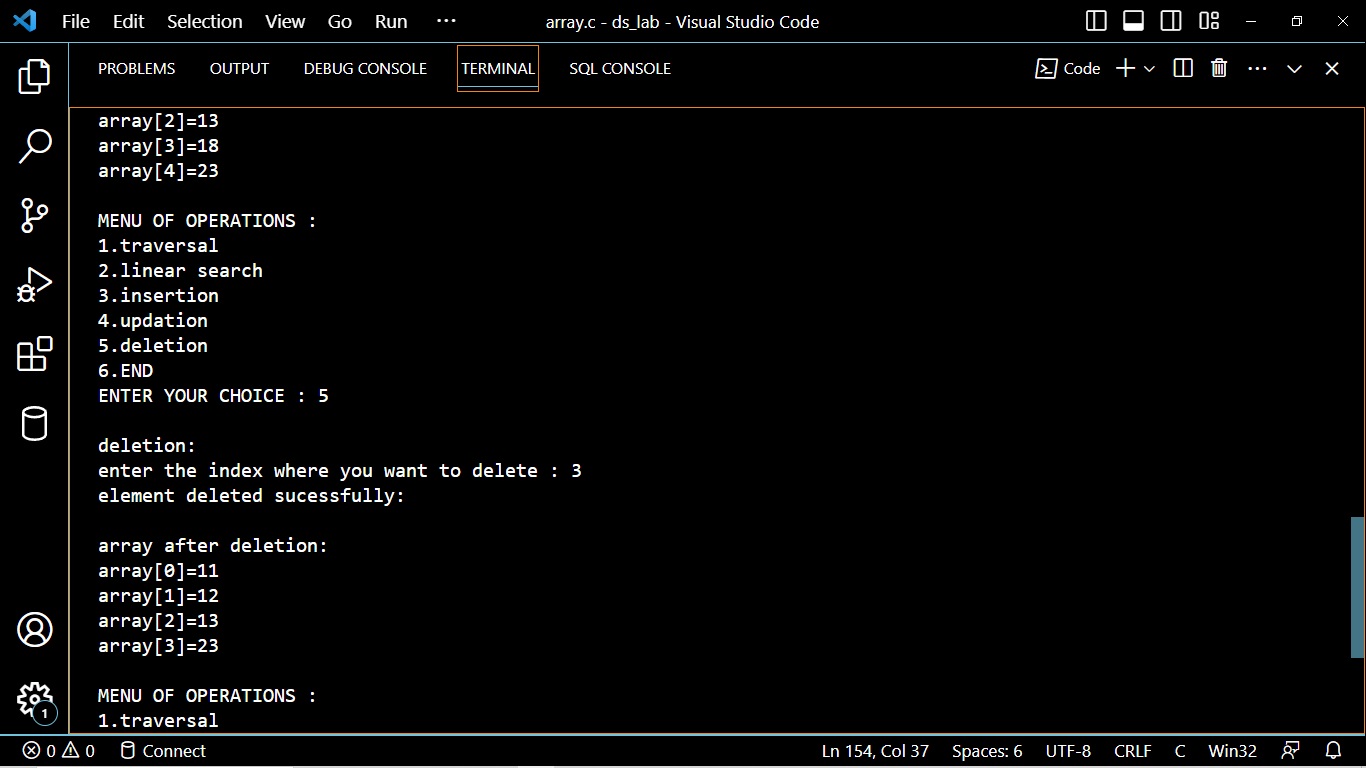 File Edit Selection View Go Run ··· array.c - ds_lab - Visual Studio Code
PROBLEMS OUTPUT DEBUG CONSOLE TERMINAL SQL CONSOLE Code
array[2]=13
array[3]=18
array[4]=23
MENU OF OPERATIONS :
1.traversal
2.linear search
3.insertion
4.updation
5.deletion
6.END
ENTER YOUR CHOICE : 5
deletion:
enter the index where you want to delete : 3
element deleted sucessfully:
array after deletion:
array[0]=11
array[1]=12
array[2]=13
array[3]=23
MENU OF OPERATIONS :
1.traversal
1
0 0 Connect Ln 154, Col 37 Spaces: 6 UTF-8 CRLF C Win32